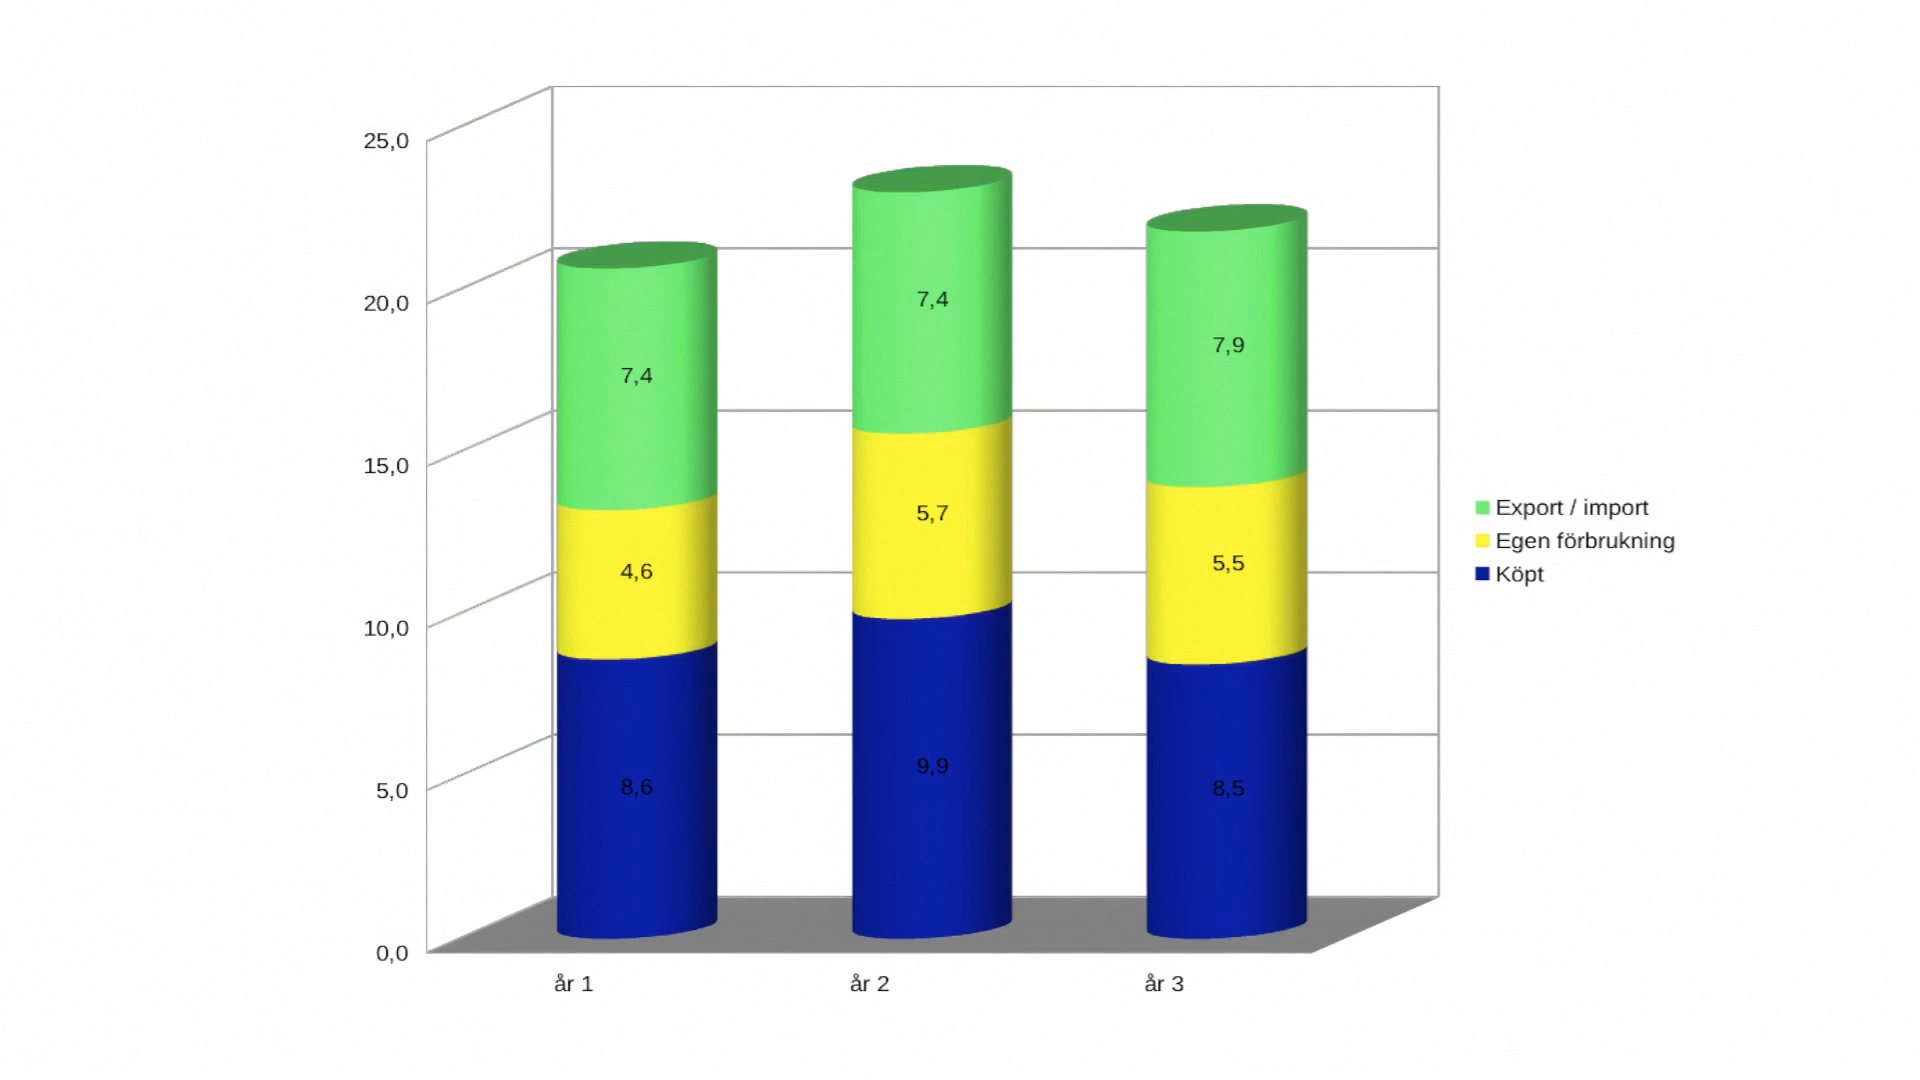 25,0
20,0
15,0
10,0
5,0
0,0
7,4
4,6
8,6
7,4
5,7
9,9
7,9
5,5
8,5
år 1
år 2
år 3
Export / import
Egen förbrukning
Köpt